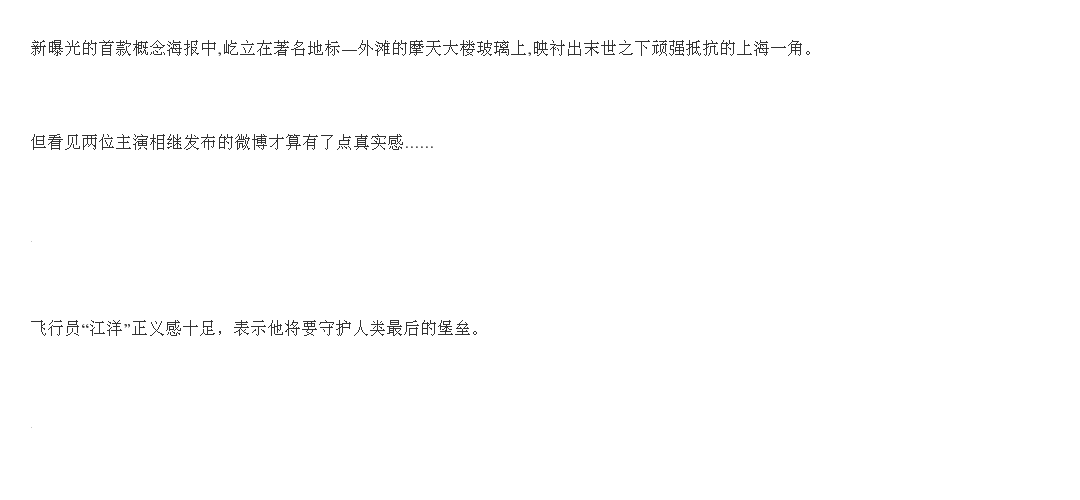 新曝光的首款概念海报中,屹立在著名地标—外滩的摩天大楼玻璃上,映衬出末世之下顽强抵抗的上海一角。
但看见两位主演相继发布的微博才算有了点真实感……
飞行员“江洋”正义感十足，表示他将要守护人类最后的堡垒。